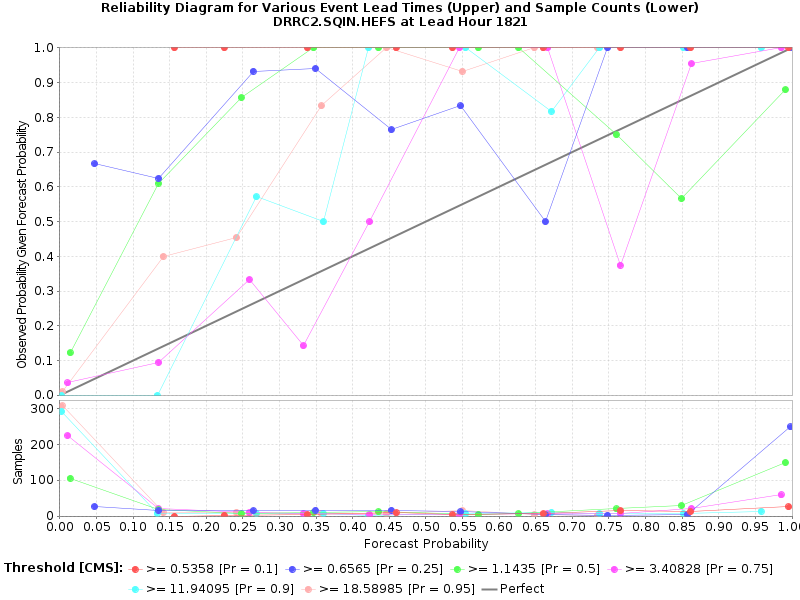 Reliability Diagram for Various Event Lead Times (Upper) and Sample Counts (Lower)
DRRC2.SQIN.HEFS at Lead Hour 1821
Observed Probability Given Forecast Probability
1.0
0.9
0.8
0.7
0.6
0.5
0.4
0.3
0.2
0.1
0.0
Samples
300
200
100
0
0.00 0.05 0.10 0.15 0.20 0.25 0.30 0.35 0.40 0.45 0.50 0.55 0.60 0.65 0.70 0.75 0.80 0.85 0.90 0.95 1.0
Forecast Probability
Threshold [CMS]: >= 0.5358 [Pr = 0.1] >= 0.6565 [Pr = 0.25] >= 1.1435 [Pr = 0.5] >= 3.40828 [Pr = 0.75]
>= 11.94095 [Pr = 0.9] >= 18.58985 [Pr = 0.95] Perfect